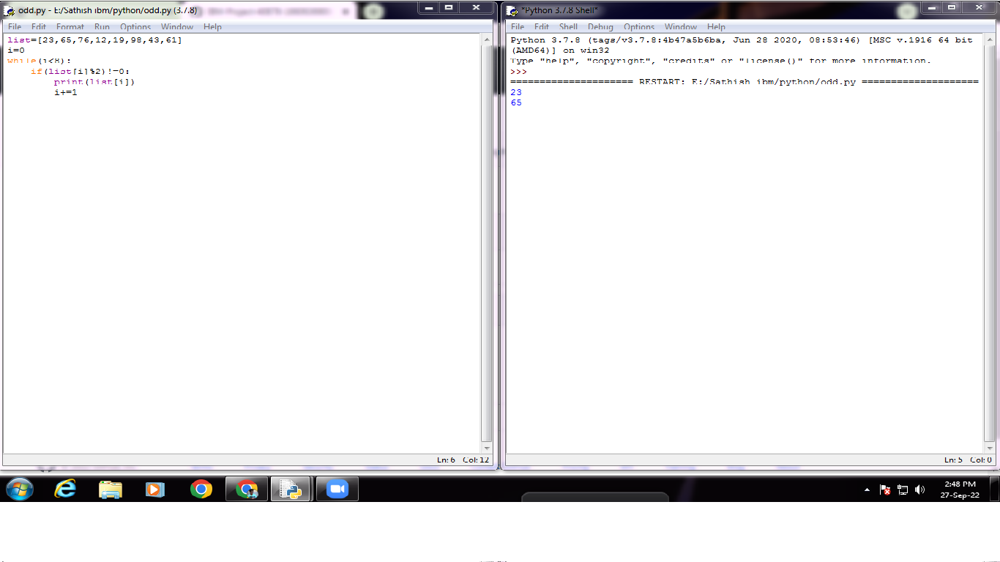 odd.py - E:/Sathish ibm/python/odd.py (3.7.8)
File Edit Format Run Options Window Help
list=[23,65,76,12,19,98,43,61]
i=0
while(i<8):
    if(list[i]%2)!=0:
        print(list[i])
        i+=1
Ln: 6 Col: 12
*Python 3.7.8 Shell*
File Edit Shell Debug Options Window Help
Python 3.7.8 (tags/v3.7.8:4b47a5b6ba, Jun 28 2020, 08:53:46) [MSC v.1916 64 bit
(AMD64)] on win32
Type "help", "copyright", "credits" or "license()" for more information.
>>>
===================== RESTART: E:/Sathish ibm/python/odd.py ====================
23
65
Ln: 5 Col: 0
2:48 PM
27-Sep-22